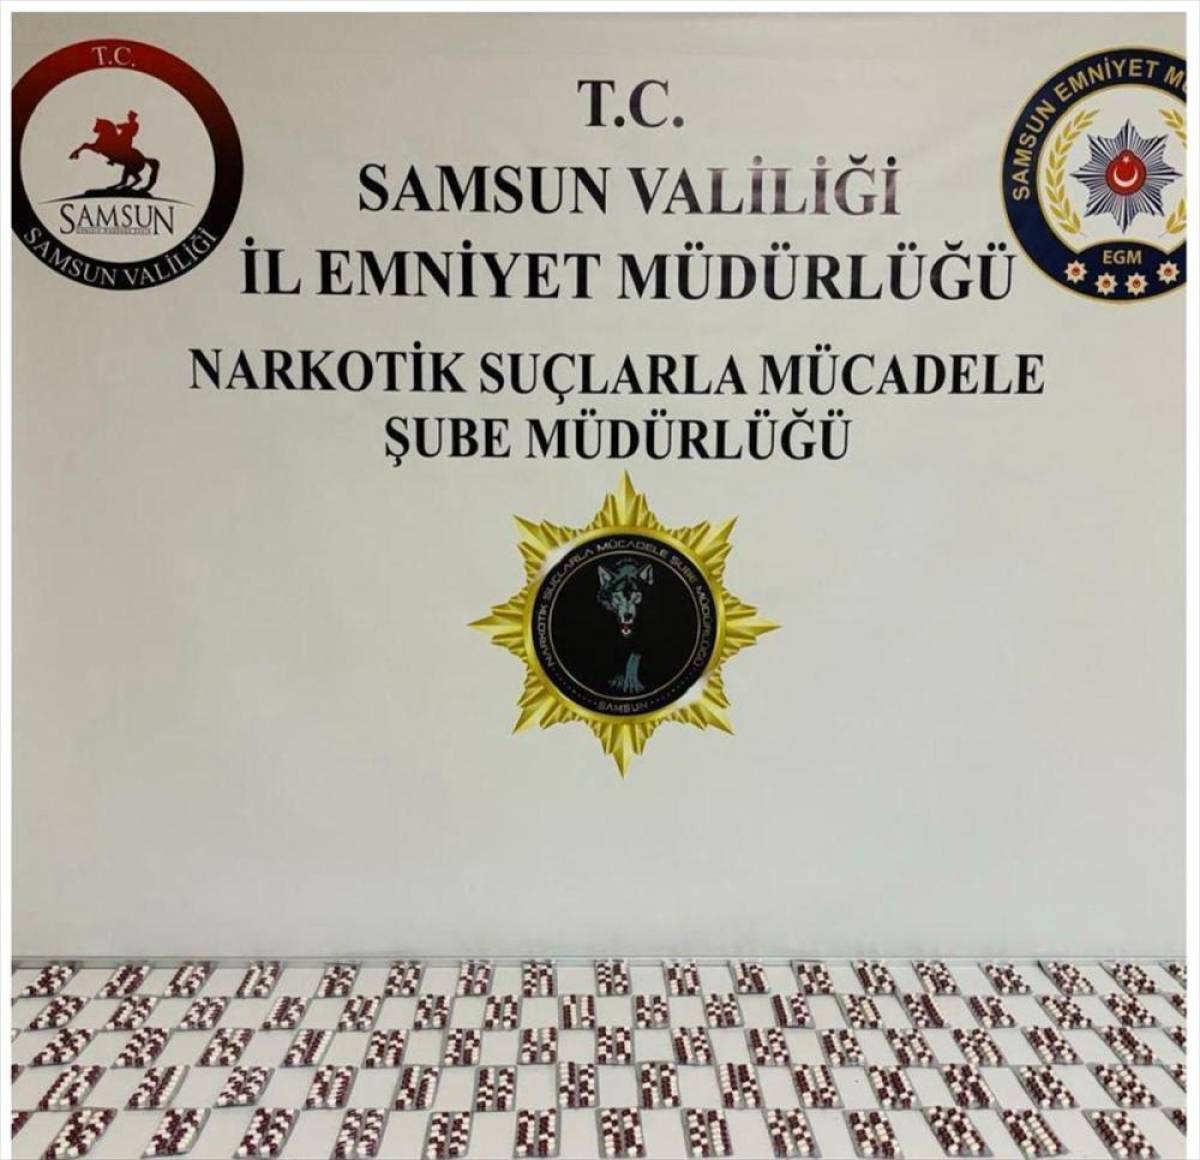 T.C.
SAMSUN
SAMSUN VALİLİĞİ
T.C.
SAMSUN VALİLİĞİ
İL EMNİYET MÜDÜRLÜĞÜ
NARKOTİK SUÇLARLA MÜCADELE
ŞUBE MÜDÜRLÜĞÜ
SAMSUN EMNİYET
EGM
NARKOTİK SUÇLARLA MÜCADELE ŞUBE MÜDÜRLÜĞÜ
SAMSUN